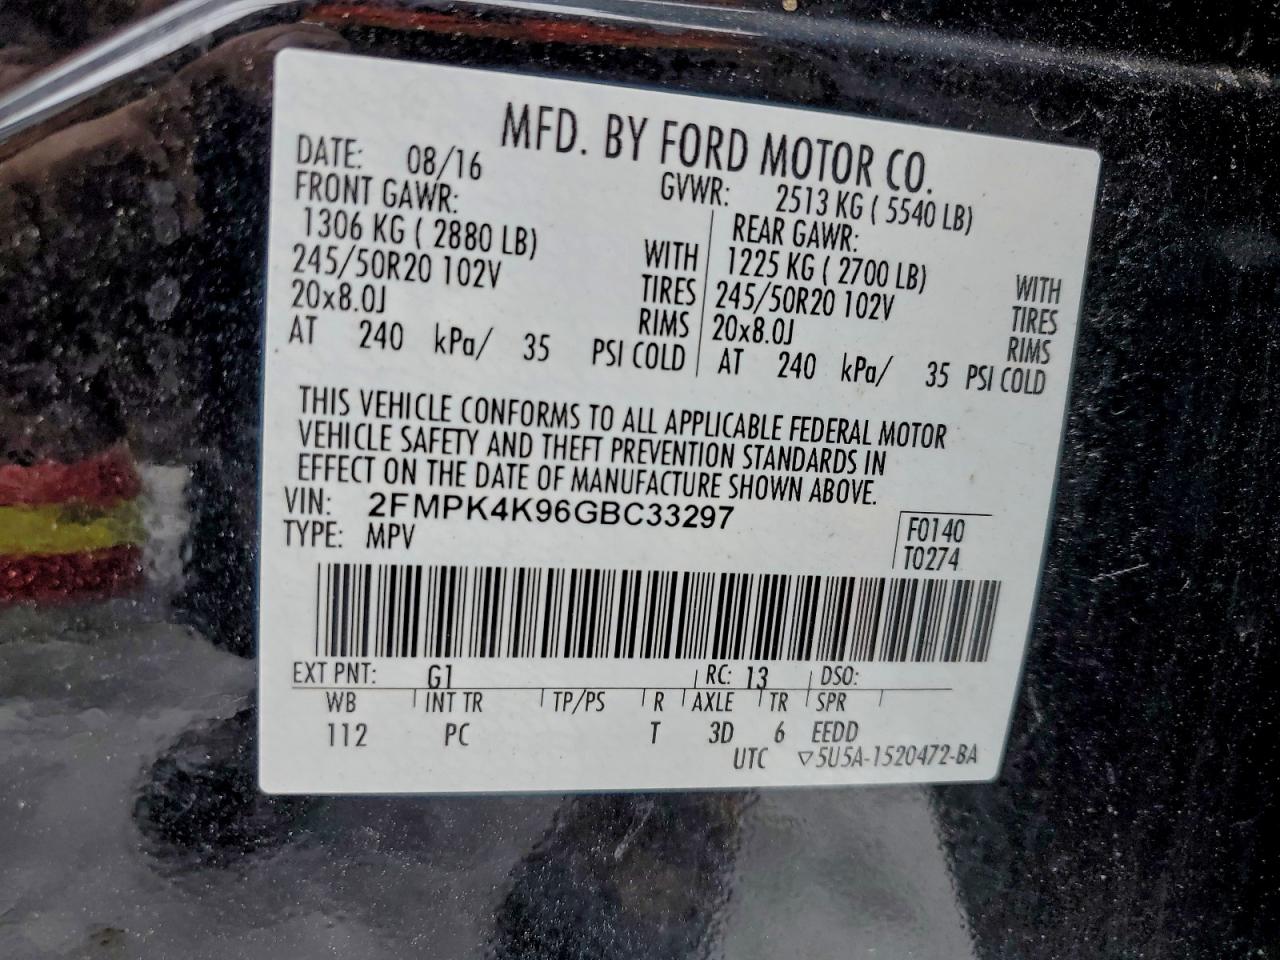 MFD. BY FORD MOTOR CO.
DATE: 08/16 GVWR: 2513 KG ( 5540 LB)
FRONT GAWR: REAR GAWR:
1306 KG ( 2880 LB) WITH 1225 KG ( 2700 LB) WITH
245/50R20 102V TIRES 245/50R20 102V TIRES
20x8.0J RIMS 20x8.0J RIMS
AT 240 kPa/ 35 PSI COLD AT 240 kPa/ 35 PSI COLD
THIS VEHICLE CONFORMS TO ALL APPLICABLE FEDERAL MOTOR
VEHICLE SAFETY AND THEFT PREVENTION STANDARDS IN
EFFECT ON THE DATE OF MANUFACTURE SHOWN ABOVE.
VIN: 2FMPK4K96GBC33297
TYPE: MPV
F0140
T0274
EXT PNT: G1 RC: 13 DSO:
WB INT TR TP/PS R AXLE TR SPR
112 PC T 3D 6 EEDD
UTC ▽5U5A-1520472-BA